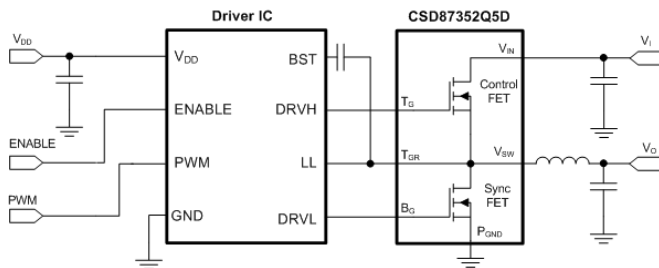 Driver IC
CSD87352Q5D
VDD
VDD
BST
VIN
VI
ENABLE
DRVH
TG
Control
FET
ENABLE
PWM
LL
TGR
VSW
VO
PWM
GND
DRVL
BG
Sync
FET
PGND